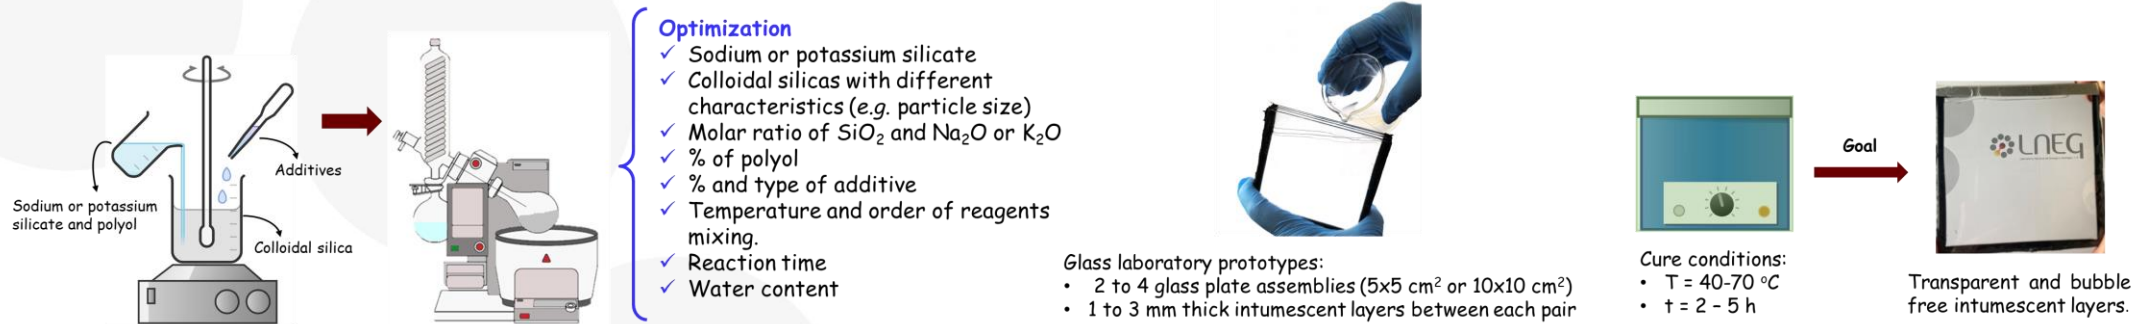 Sodium or potassium
silicate and polyol
Additives
Colloidal silica
Optimization
✓ Sodium or potassium silicate
✓ Colloidal silicas with different
characteristics (e.g. particle size)
✓ Molar ratio of SiO₂ and Na₂O or K₂O
✓ % of polyol
✓ % and type of additive
✓ Temperature and order of reagents
mixing.
✓ Reaction time
✓ Water content
Glass laboratory prototypes:
• 2 to 4 glass plate assemblies (5x5 cm² or 10x10 cm²)
• 1 to 3 mm thick intumescent layers between each pair
Cure conditions:
• T = 40-70 °C
• t = 2 – 5 h
Goal
LNEG
Transparent and bubble
free intumescent layers.